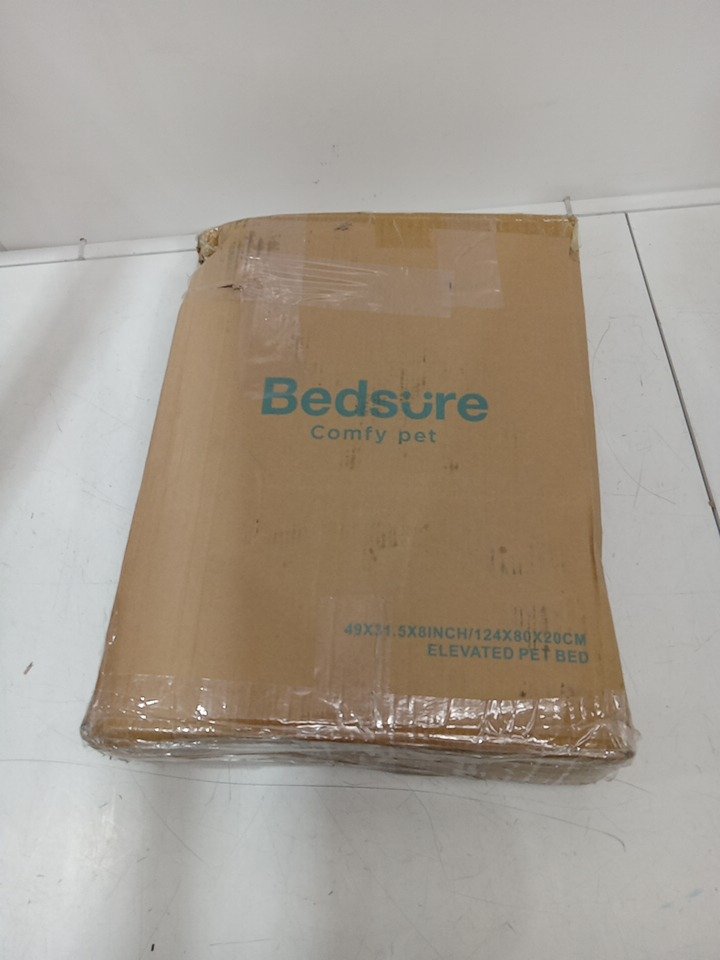 Bedsure
Comfy pet
49X31.5X8INCH/124X80X20CM
ELEVATED PET BED